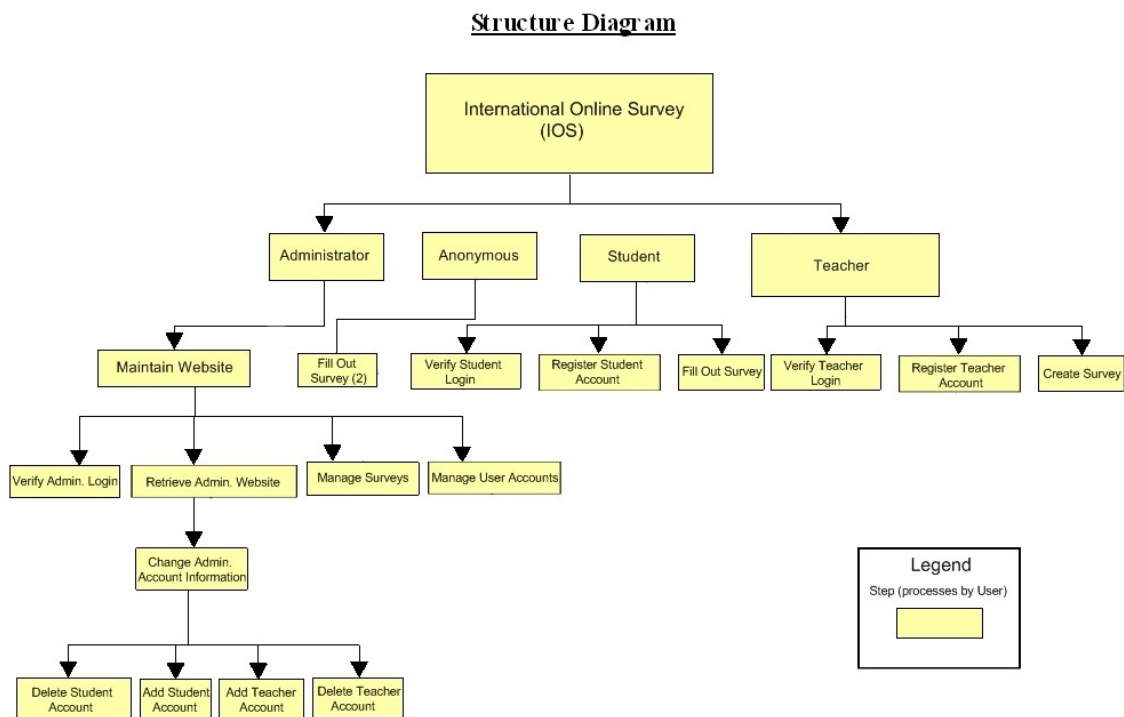 Structure Diagram
International Online Survey
(IOS)
Administrator
Anonymous
Student
Teacher
Maintain Website
Fill Out
Survey (2)
Verify Student
Login
Register Student
Account
Fill Out Survey
Verify Teacher
Login
Register Teacher
Account
Create Survey
Verify Admin. Login
Retrieve Admin. Website
Manage Surveys
Manage User Accounts
Change Admin.
Account Information
Legend
Step (processes by User)
Delete Student
Account
Add Student
Account
Add Teacher
Account
Delete Teacher
Account